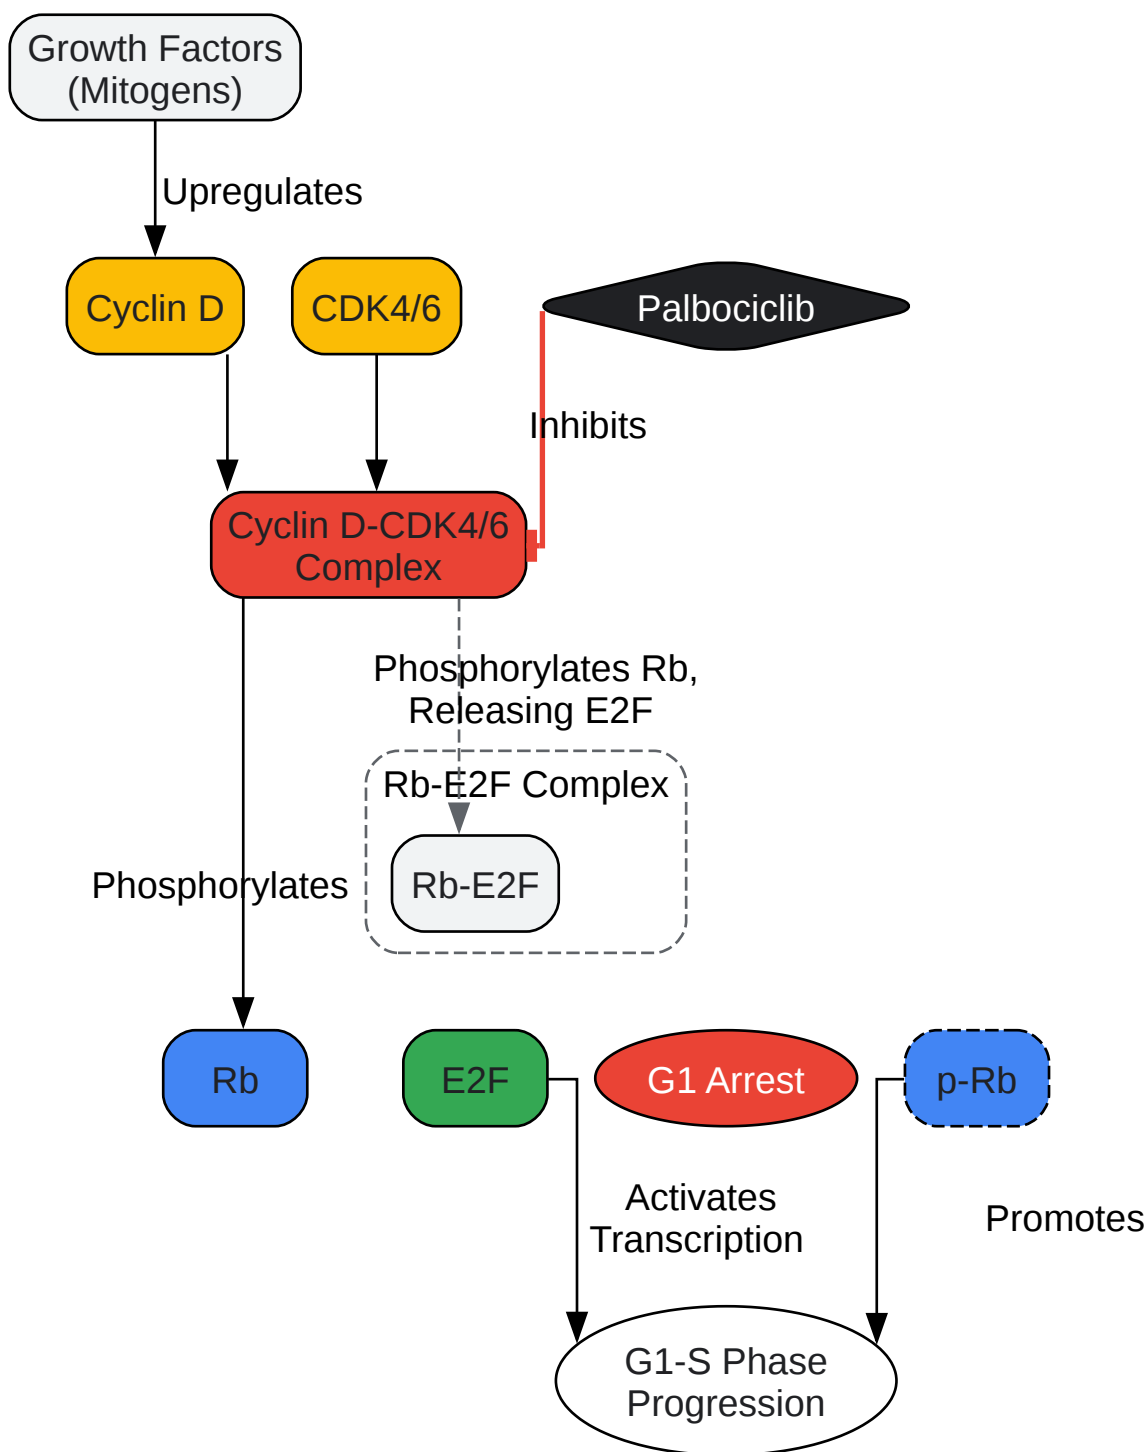 Growth Factors
(Mitogens)
Upregulates
Cyclin D
CDK4/6
Palbociclib
Inhibits
Cyclin D-CDK4/6
Complex
Phosphorylates Rb,
Releasing E2F
Rb-E2F Complex
Rb-E2F
Phosphorylates
Rb
E2F
G1 Arrest
p-Rb
Activates
Transcription
Promotes
G1-S Phase
Progression